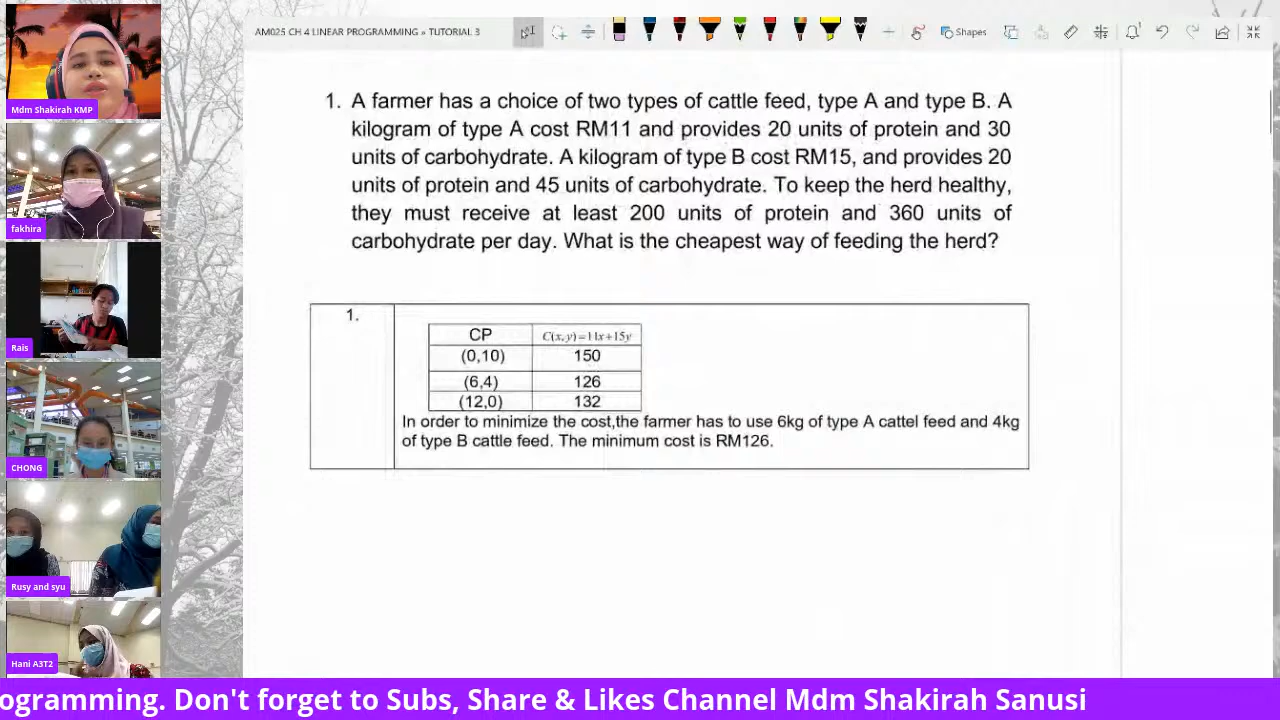 AM025 CH 4 LINEAR PROGRAMMING » TUTORIAL 3
Shapes
1. A farmer has a choice of two types of cattle feed, type A and type B. A
kilogram of type A cost RM11 and provides 20 units of protein and 30
units of carbohydrate. A kilogram of type B cost RM15, and provides 20
units of protein and 45 units of carbohydrate. To keep the herd healthy,
they must receive at least 200 units of protein and 360 units of
carbohydrate per day. What is the cheapest way of feeding the herd?
1.
CP C(x,y)=11x+15y
(0,10) 150
(6,4) 126
(12,0) 132
In order to minimize the cost,the farmer has to use 6kg of type A cattel feed and 4kg
of type B cattle feed. The minimum cost is RM126.
Mdm Shakirah KMP
fakhira
Rais
CHONG
Rusy and syu
Hani A3T2
ogramming. Don't forget to Subs, Share & Likes Channel Mdm Shakirah Sanusi